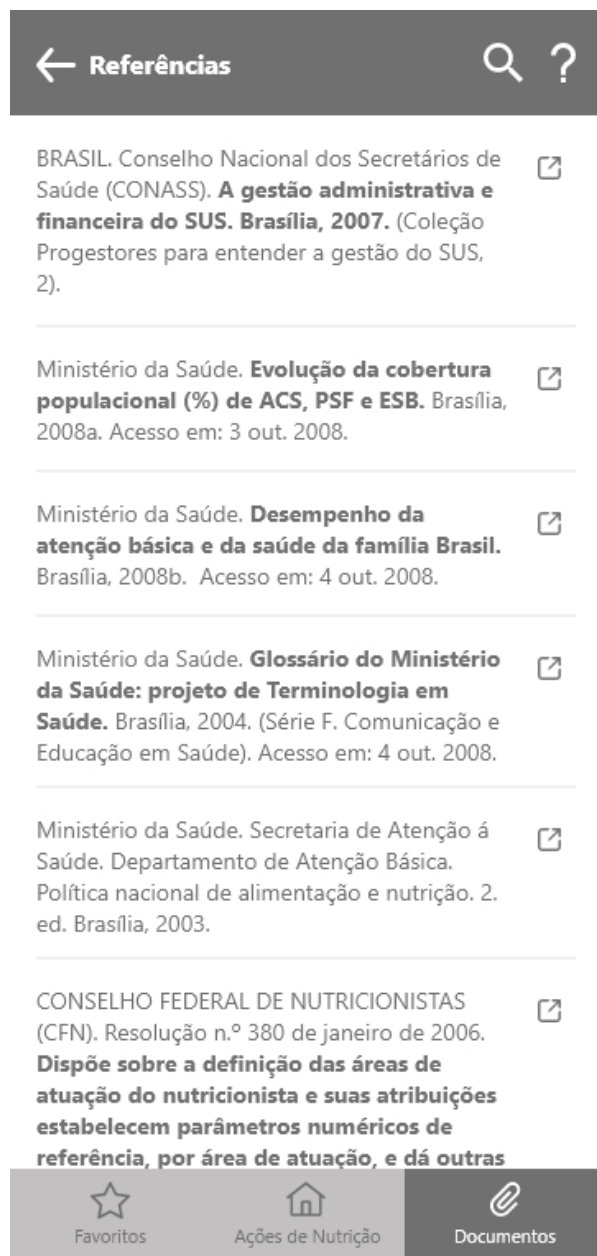 Referências
BRASIL. Conselho Nacional dos Secretários de
Saúde (CONASS). A gestão administrativa e
financeira do SUS. Brasília, 2007. (Coleção
Progestores para entender a gestão do SUS,
2).
Ministério da Saúde. Evolução da cobertura
populacional (%) de ACS, PSF e ESB. Brasília,
2008a. Acesso em: 3 out. 2008.
Ministério da Saúde. Desempenho da
atenção básica e da saúde da família Brasil.
Brasília, 2008b. Acesso em: 4 out. 2008.
Ministério da Saúde. Glossário do Ministério
da Saúde: projeto de Terminologia em
Saúde. Brasília, 2004. (Série F. Comunicação e
Educação em Saúde). Acesso em: 4 out. 2008.
Ministério da Saúde. Secretaria de Atenção á
Saúde. Departamento de Atenção Básica.
Política nacional de alimentação e nutrição. 2.
ed. Brasília, 2003.
CONSELHO FEDERAL DE NUTRICIONISTAS
(CFN). Resolução n.º 380 de janeiro de 2006.
Dispõe sobre a definição das áreas de
atuação do nutricionista e suas atribuições
estabelecem parâmetros numéricos de
referência, por área de atuação, e dá outras
Favoritos Ações de Nutrição Documentos